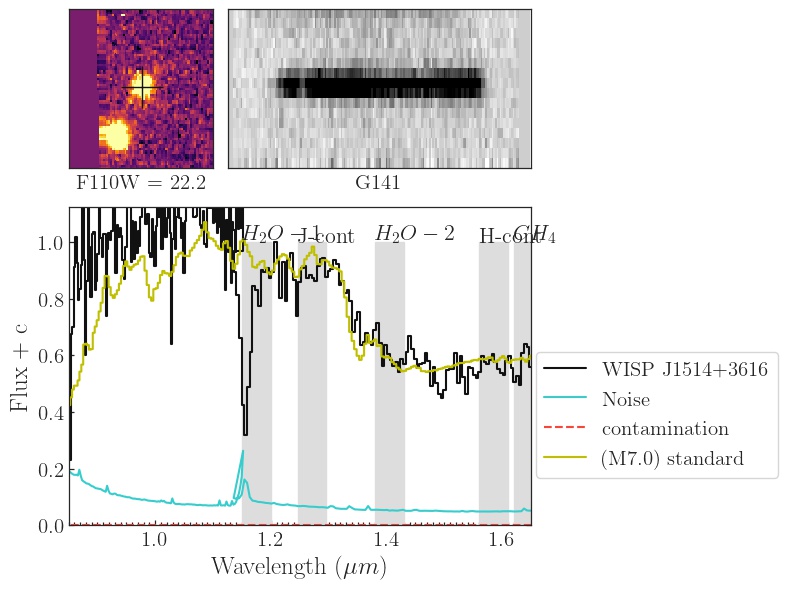 F110W = 22.2
G141
H2O − 1
J-cont
H2O − 2
H-cont
CH4
1.0
0.8
0.6
0.4
0.2
0.0
Flux + c
1.0
1.2
1.4
1.6
Wavelength (μm)
WISP J1514+3616
Noise
contamination
(M7.0) standard